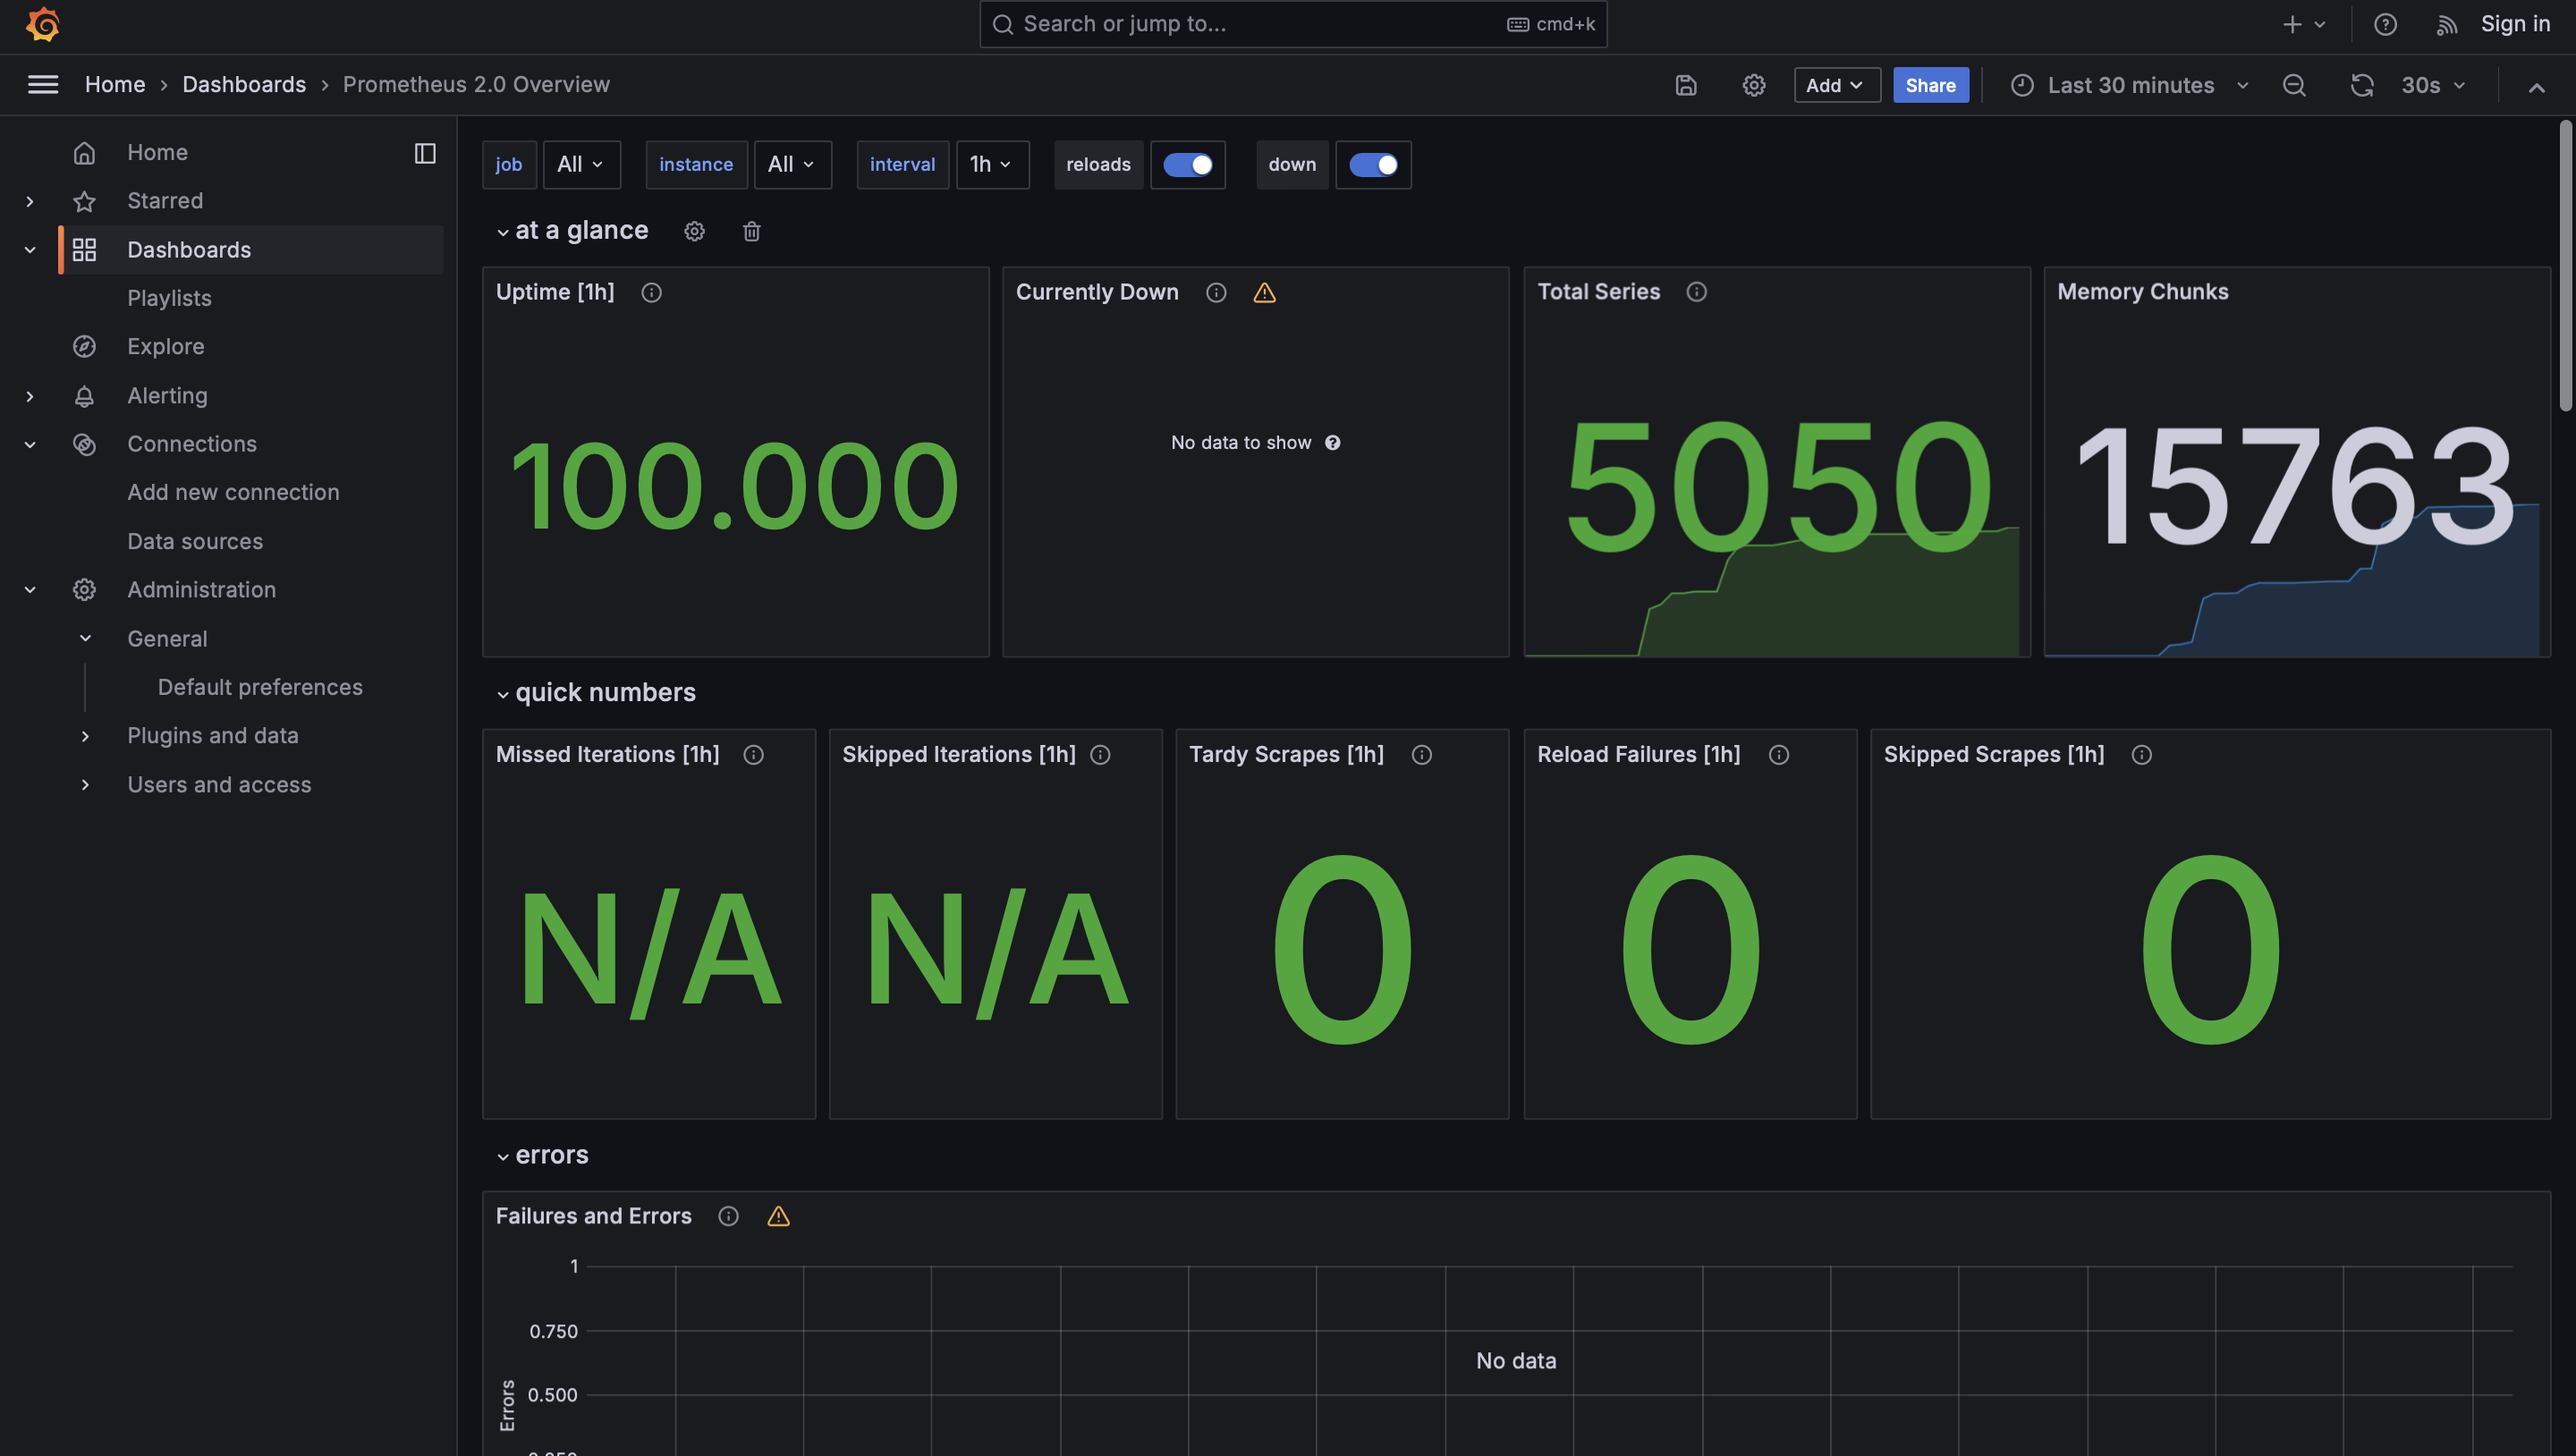 Search or jump to...
cmd+k
Sign in
Home
Dashboards
Prometheus 2.0 Overview
Add
Share
Last 30 minutes
30s
Home
Starred
Dashboards
Playlists
Explore
Alerting
Connections
Add new connection
Data sources
Administration
General
Default preferences
Plugins and data
Users and access
job
All
instance
All
interval
1h
reloads
down
at a glance
Uptime [1h]
100.000
Currently Down
No data to show
Total Series
5050
Memory Chunks
15763
quick numbers
Missed Iterations [1h]
N/A
Skipped Iterations [1h]
N/A
Tardy Scrapes [1h]
0
Reload Failures [1h]
0
Skipped Scrapes [1h]
0
errors
Failures and Errors
1
0.750
0.500
Errors
No data